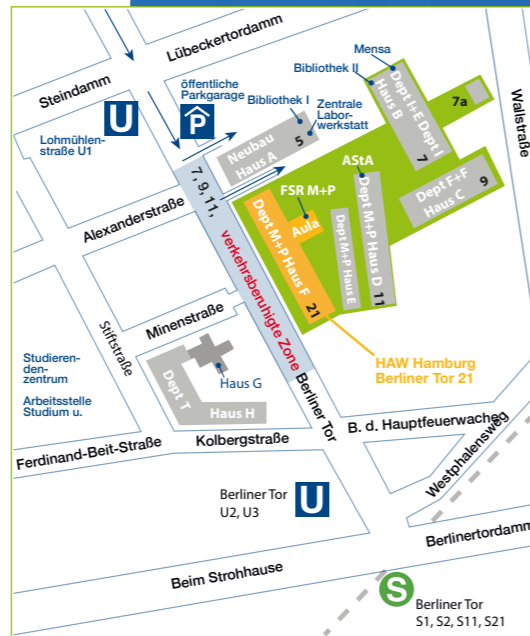 Lübeckertordamm
Steindamm
Wallstraße
Mensa
Bibliothek II
öffentliche
Parkgarage
U
P
Bibliothek I
Zentrale
Labor-
werkstatt
Lohmühlen-
straße U1
Neubau
Haus A
5
Dept I+E Dept I
Haus B
7
7a
7, 9, 11,
verkehrsberuhigte Zone
AStA
FSR M+P
Aula
Dept F+F
Haus C
9
Alexanderstraße
Dept M+P Haus F
21
Dept M+P Haus E
Dept M+P Haus D
11
Minenstraße
Stiftstraße
HAW Hamburg
Berliner Tor 21
Studieren-
den-
zentrum
Arbeitsstelle
Studium u.
Haus G
Dept T
Haus H
Berliner Tor
B. d. Hauptfeuerwache
Westphalensweg
Kolbergstraße
Ferdinand-Beit-Straße
Berliner Tor
U2, U3
U
Berlinertordamm
Beim Strohhause
S
Berliner Tor
S1, S2, S11, S21